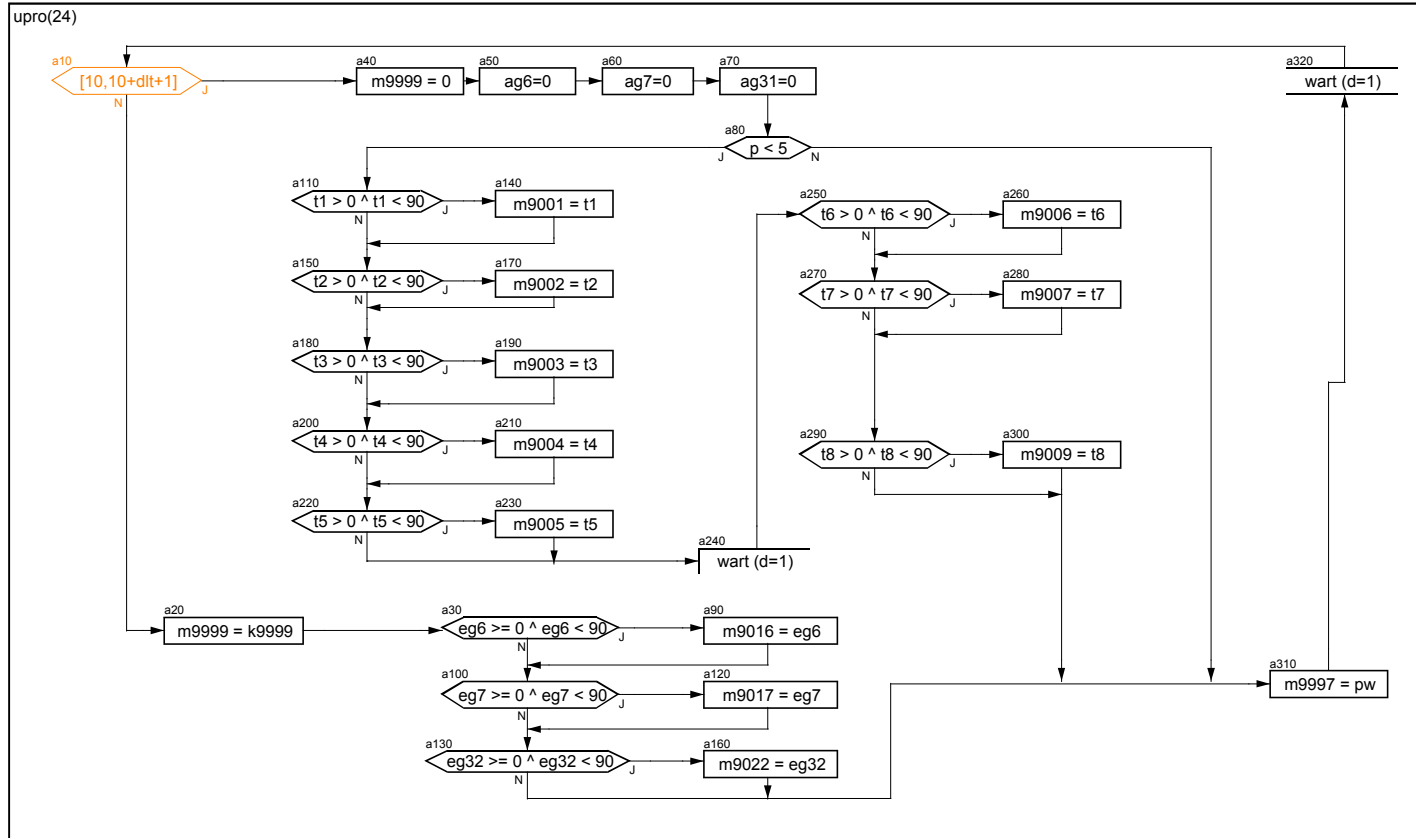 upro(24)
a10
[10,10+dlt+1]
J
N
a40
m9999 = 0
a50
ag6=0
a60
ag7=0
a70
ag31=0
a320
wart (d=1)
a80
p < 5
J
N
a110
t1 > 0 ^ t1 < 90
J
N
a140
m9001 = t1
a150
t2 > 0 ^ t2 < 90
J
N
a170
m9002 = t2
a180
t3 > 0 ^ t3 < 90
J
N
a190
m9003 = t3
a200
t4 > 0 ^ t4 < 90
J
N
a210
m9004 = t4
a220
t5 > 0 ^ t5 < 90
J
N
a230
m9005 = t5
a240
wart (d=1)
a250
t6 > 0 ^ t6 < 90
J
N
a260
m9006 = t6
a270
t7 > 0 ^ t7 < 90
J
N
a280
m9007 = t7
a290
t8 > 0 ^ t8 < 90
J
N
a300
m9009 = t8
a20
m9999 = k9999
a30
eg6 >= 0 ^ eg6 < 90
J
N
a90
m9016 = eg6
a100
eg7 >= 0 ^ eg7 < 90
J
N
a120
m9017 = eg7
a130
eg32 >= 0 ^ eg32 < 90
J
N
a160
m9022 = eg32
a310
m9997 = pw